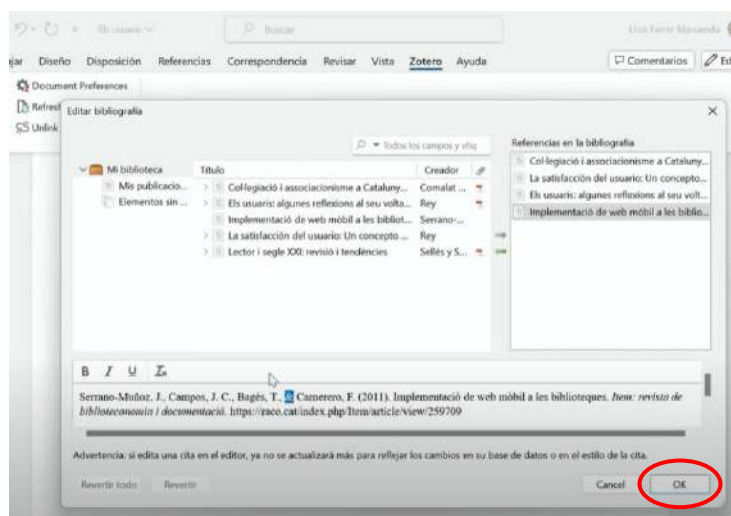 Buscar
Diseño Disposición Referencias Correspondencia Revisar Vista Zotero Ayuda Comentarios
Document Preferences
Refresh
Unlink
Editar bibliografía
Todos los campos y etiq
Referencias en la bibliografía
Mi biblioteca Título Creador
Mis publicacio... Col·legiació i associacionisme a Cataluny... Comalat ...
Elementos sin ... Els usuaris: algunes reflexions al seu volta... Rey
Implementació de web mòbil a les bibliot... Serrano-...
La satisfacción del usuario: Un concepto ... Rey
Lector i segle XXI: revisió i tendències Sellés y S...
Col·legiació i associacionisme a Cataluny...
La satisfacción del usuario: Un concepto...
Els usuaris: algunes reflexions al seu volt...
Implementació de web mòbil a les biblio...
B I U
Serrano-Muñoz, J., Campos, J. C., Bagés, T., & Camerero, F. (2011). Implementació de web mòbil a les biblioteques. Item: revista de
biblioteconomia i documentació. https://raco.cat/index.php/Item/article/view/259709
Advertencia: si edita una cita en el editor, ya no se actualizará más para reflejar los cambios en su base de datos o en el estilo de la cita.
Revertir todo Revertir Cancel OK